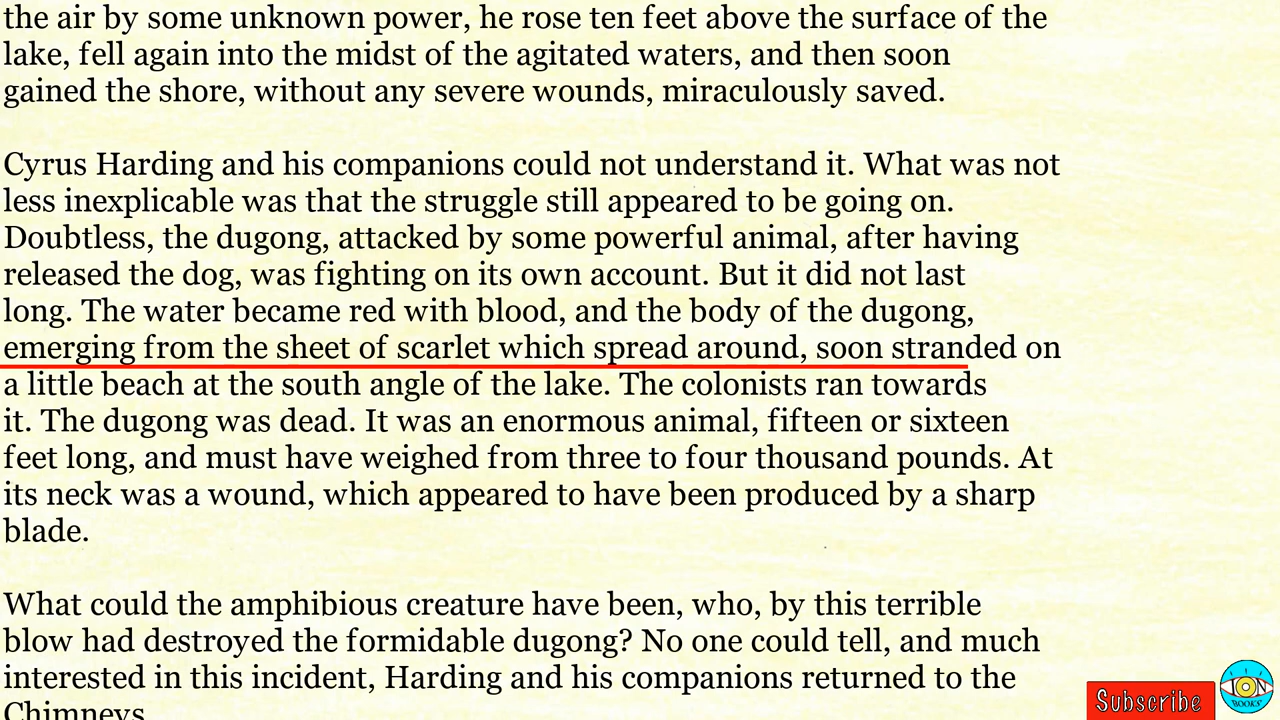 the air by some unknown power, he rose ten feet above the surface of the
lake, fell again into the midst of the agitated waters, and then soon
gained the shore, without any severe wounds, miraculously saved.
Cyrus Harding and his companions could not understand it. What was not
less inexplicable was that the struggle still appeared to be going on.
Doubtless, the dugong, attacked by some powerful animal, after having
released the dog, was fighting on its own account. But it did not last
long. The water became red with blood, and the body of the dugong,
emerging from the sheet of scarlet which spread around, soon stranded on
a little beach at the south angle of the lake. The colonists ran towards
it. The dugong was dead. It was an enormous animal, fifteen or sixteen
feet long, and must have weighed from three to four thousand pounds. At
its neck was a wound, which appeared to have been produced by a sharp
blade.
What could the amphibious creature have been, who, by this terrible
blow had destroyed the formidable dugong? No one could tell, and much
interested in this incident, Harding and his companions returned to the
Chimneys.
Subscribe
ION
BOOKS